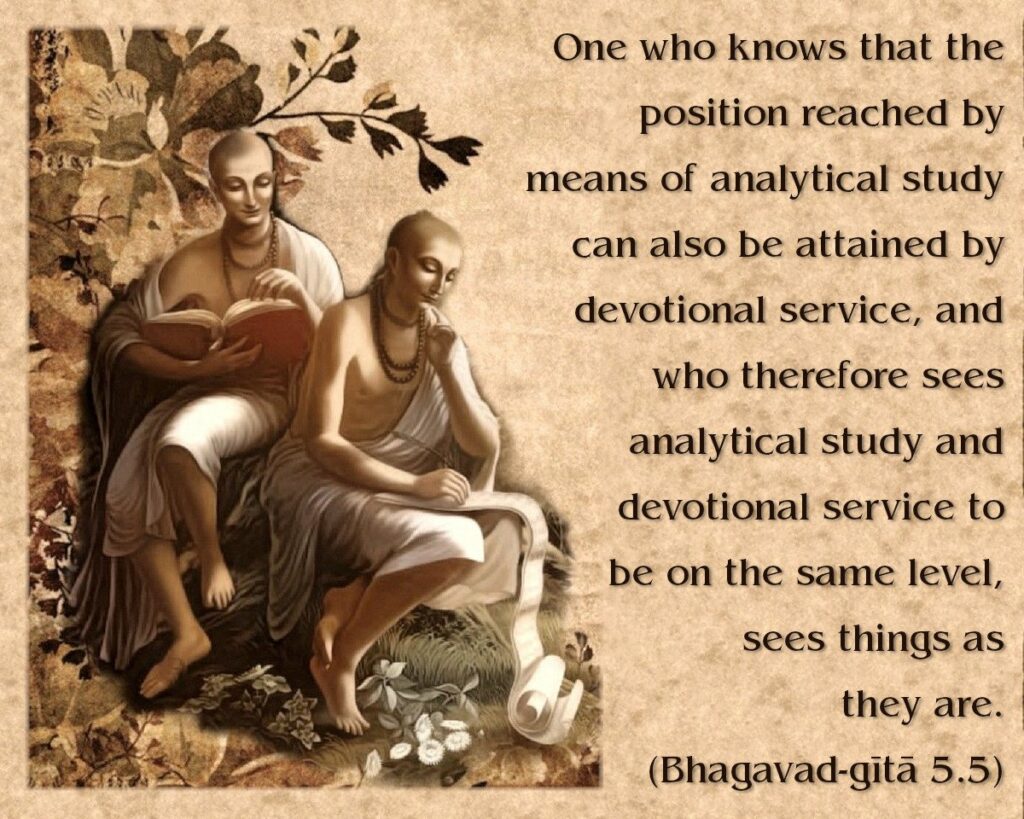 One who knows that the
position reached by
means of analytical study
can also be attained by
devotional service, and
who therefore sees
analytical study and
devotional service to
be on the same level,
sees things as
they are.
(Bhagavad-gītā 5.5)